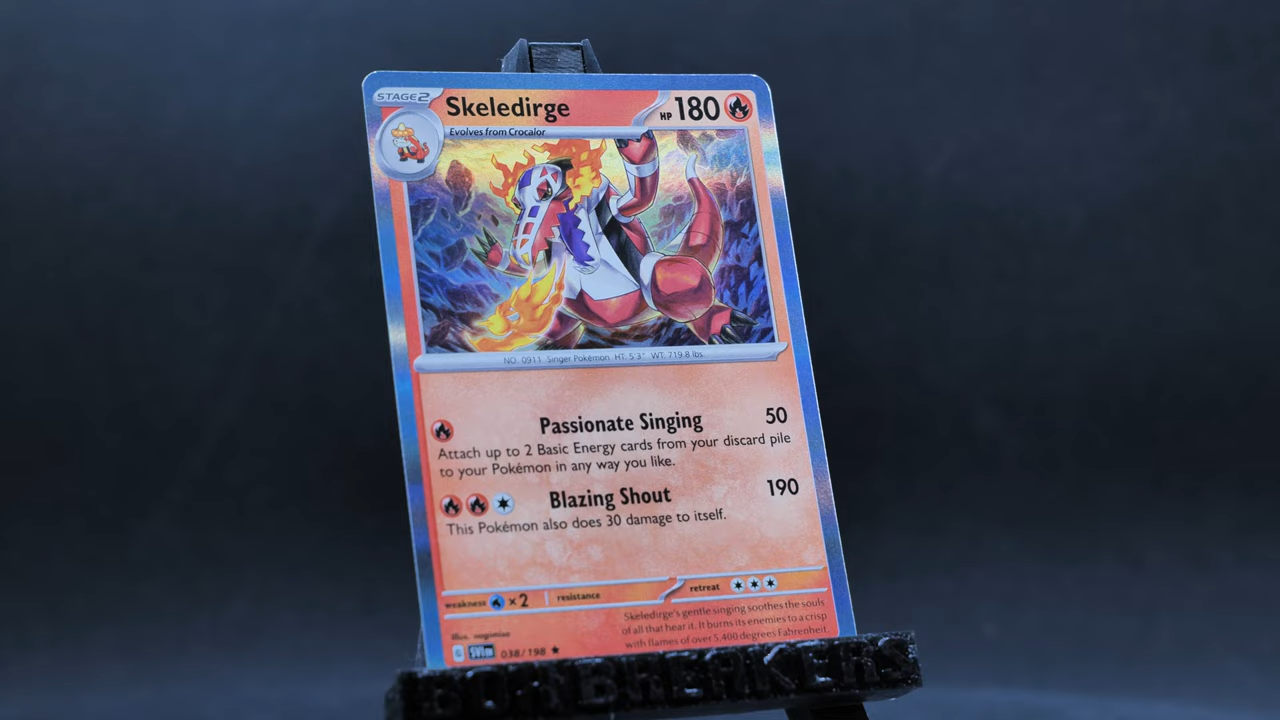 STAGE2
Skeledirge
HP 180
Evolves from Crocalor
NO. 0911 Singer Pokémon HT: 5'3" WT: 719.8 lbs
Passionate Singing 50
Attach up to 2 Basic Energy cards from your discard pile
to your Pokémon in any way you like.
Blazing Shout 190
This Pokémon also does 30 damage to itself.
weakness ×2 resistance retreat
Skeledirge's gentle singing soothes the souls
of all that hear it. It burns its enemies to a crisp
with flames of over 5,400 degrees Fahrenheit.
Illus. nagimiso
G SVI EN 038/198 ★
BOXBREAKERS